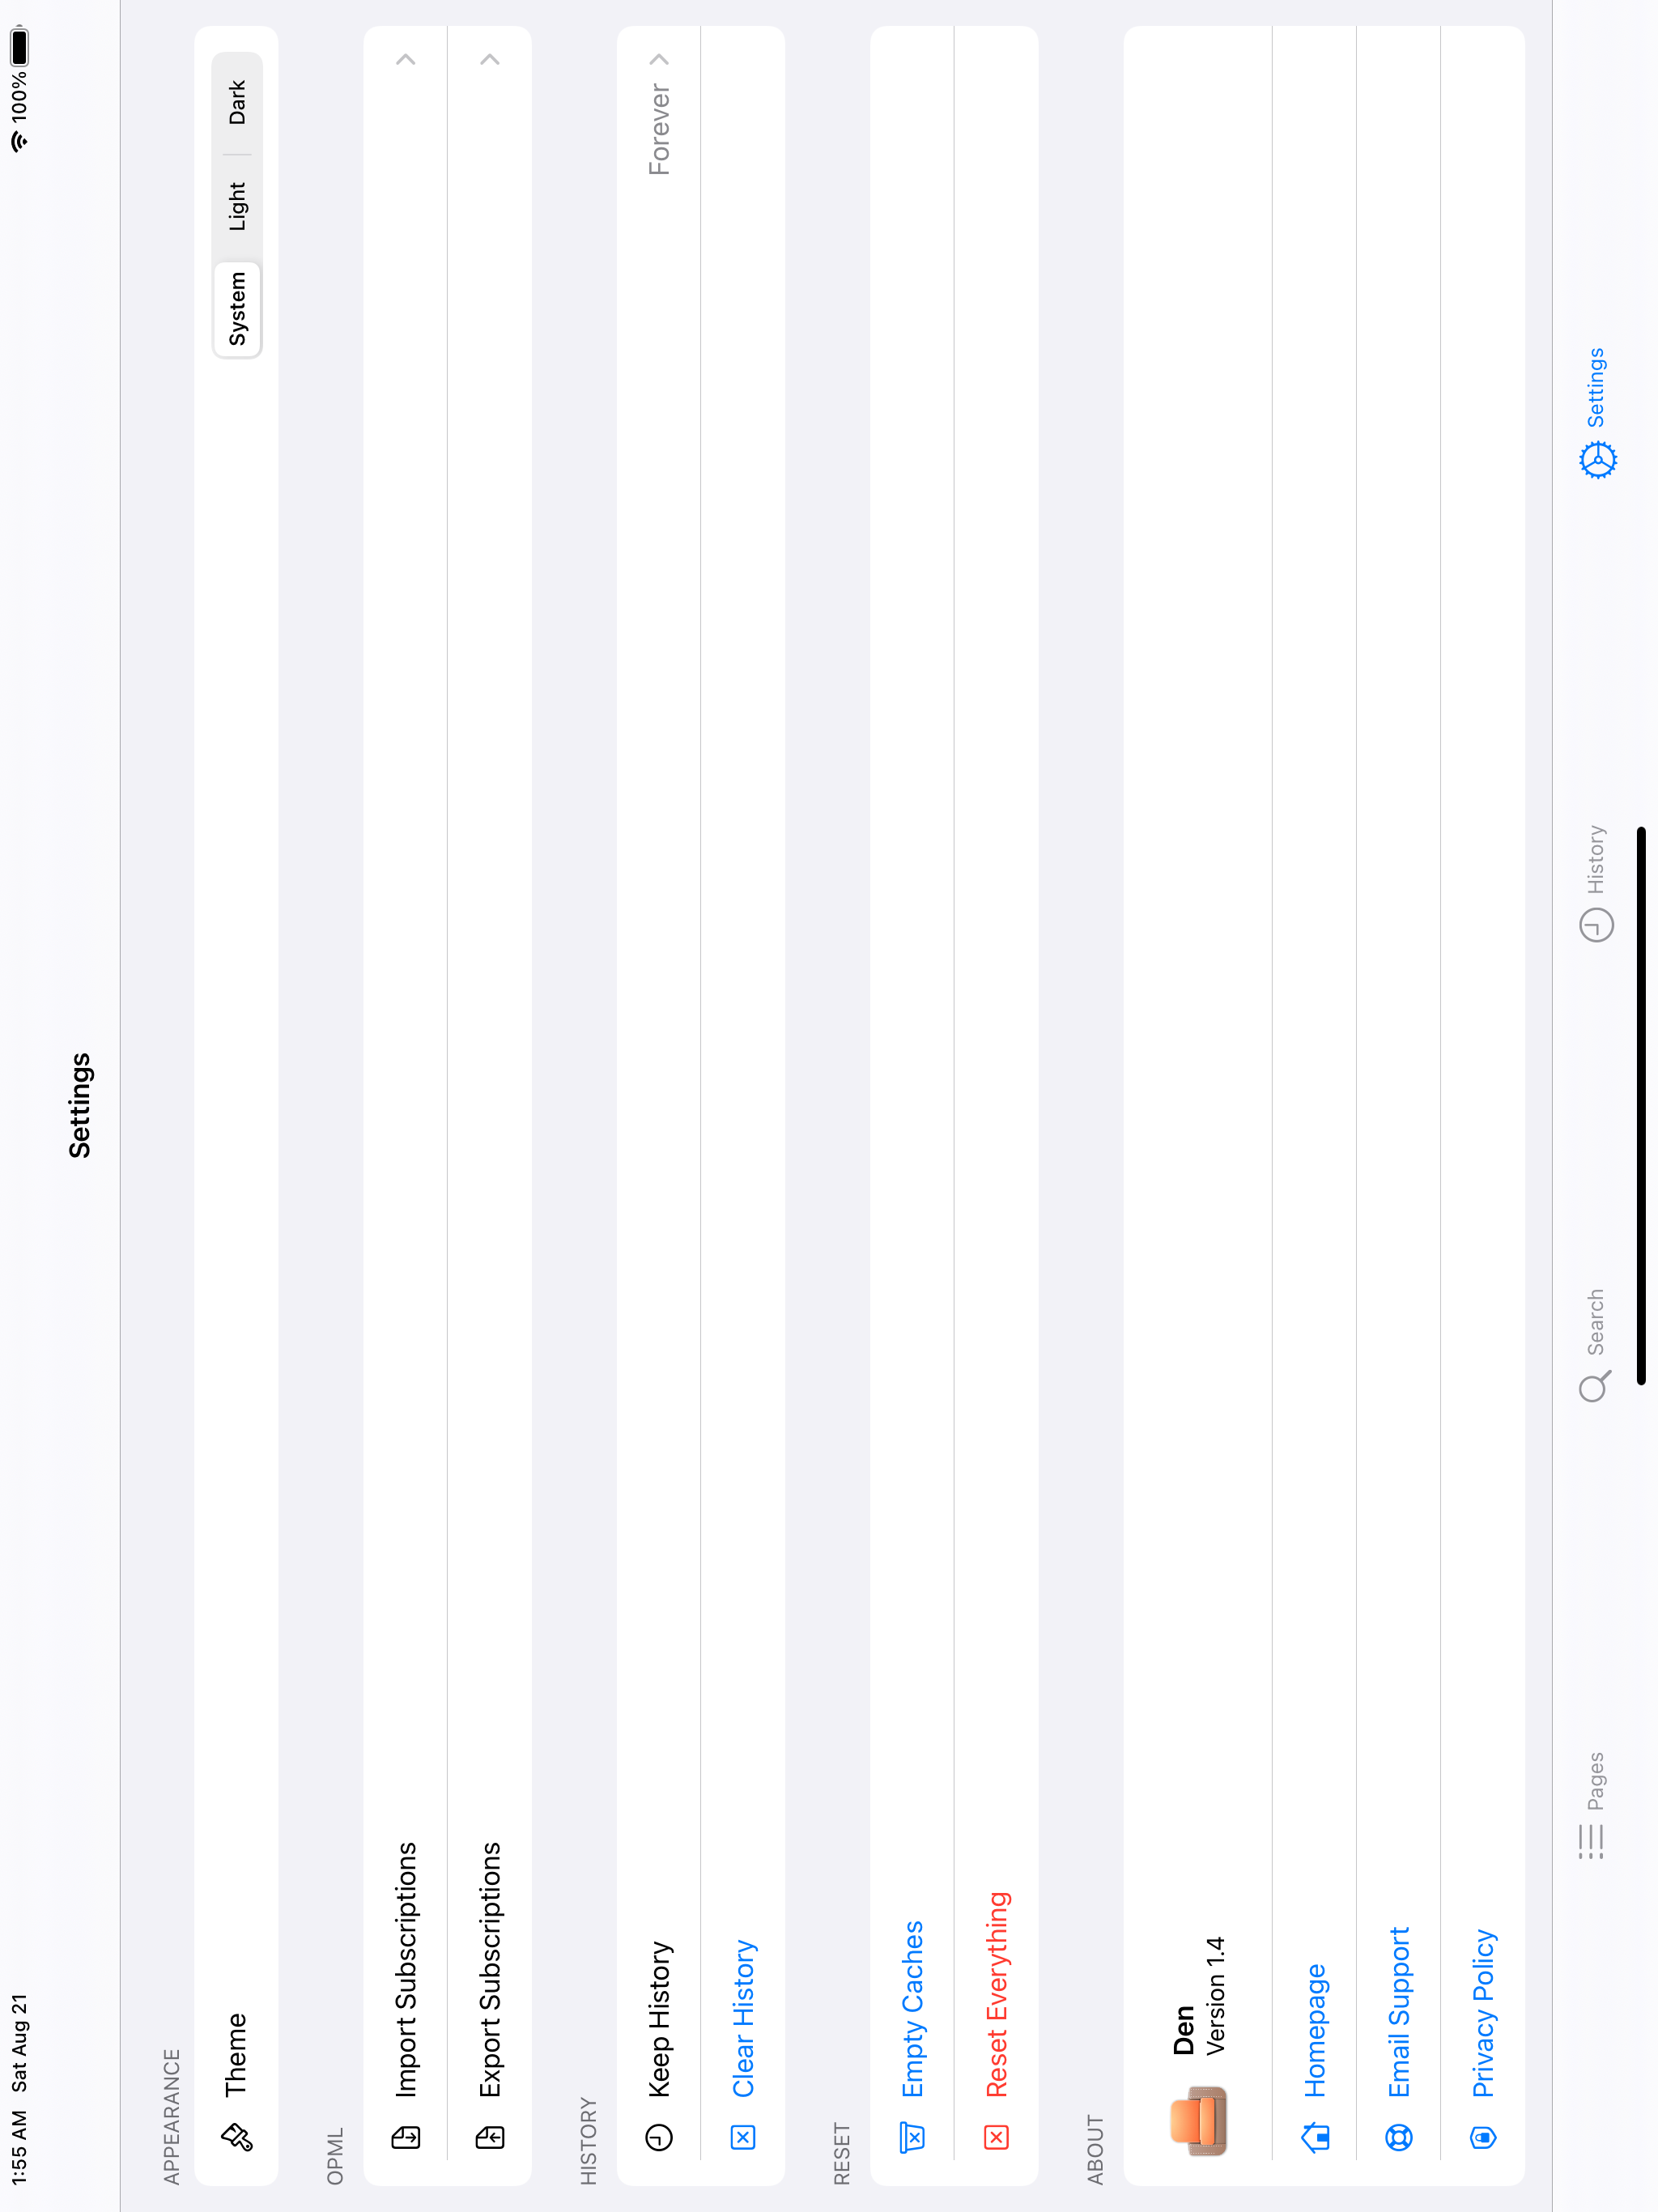 1:55 AM Sat Aug 21
100%
Settings
APPEARANCE
Theme
System Light Dark
OPML
Import Subscriptions
Export Subscriptions
HISTORY
Keep History Forever
Clear History
RESET
Empty Caches
Reset Everything
ABOUT
Den
Version 1.4
Homepage
Email Support
Privacy Policy
Pages Search History Settings